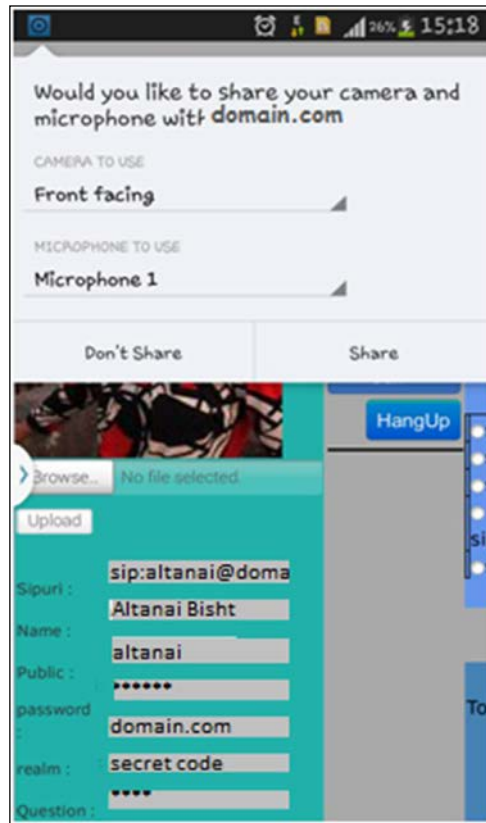 26% 15:18
Would you like to share your camera and
microphone with domain.com
CAMERA TO USE
Front facing
MICROPHONE TO USE
Microphone 1
Don't Share Share
HangUp
Browse... No file selected.
Upload
Sipuri : sip:altanai@doma
Name : Altanai Bisht
Public : altanai
password : ••••••
realm : domain.com
Question : secret code
••••
si
To